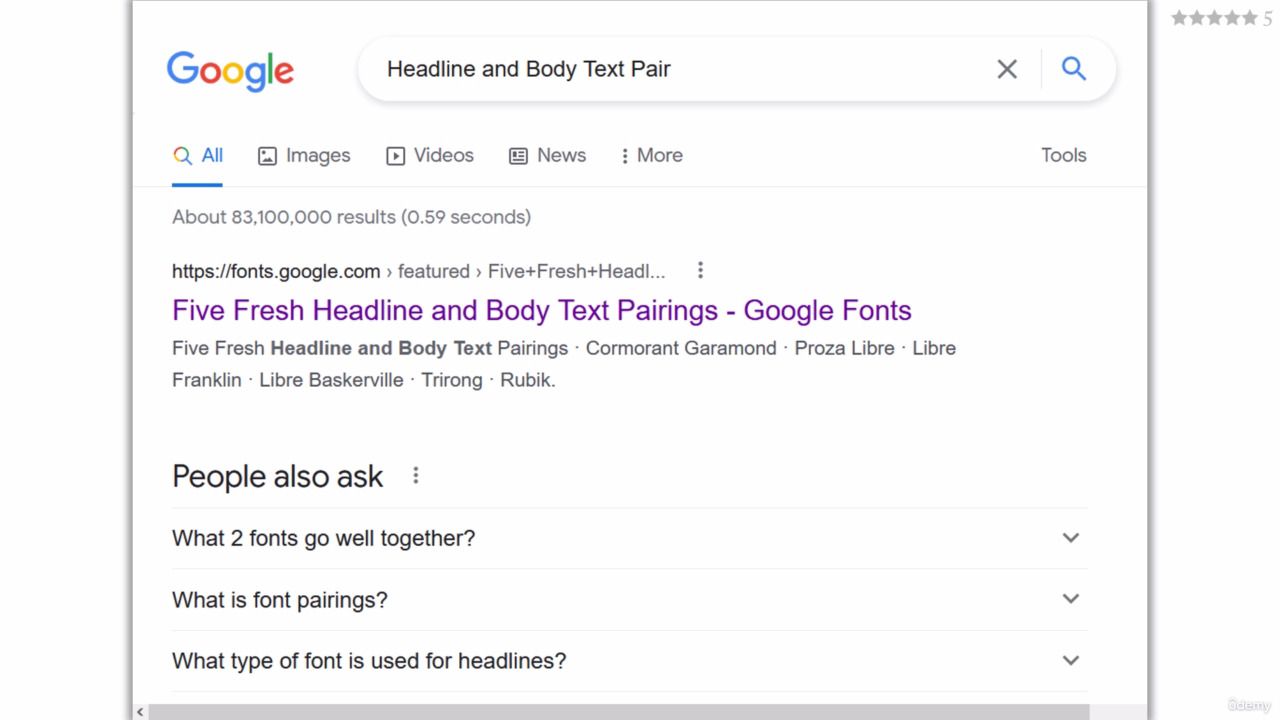 5
Google
Headline and Body Text Pair
All Images Videos News More Tools
About 83,100,000 results (0.59 seconds)
https://fonts.google.com › featured › Five+Fresh+Headl...
Five Fresh Headline and Body Text Pairings - Google Fonts
Five Fresh Headline and Body Text Pairings · Cormorant Garamond · Proza Libre · Libre
Franklin · Libre Baskerville · Trirong · Rubik.
People also ask
What 2 fonts go well together?
What is font pairings?
What type of font is used for headlines?
ûdemy